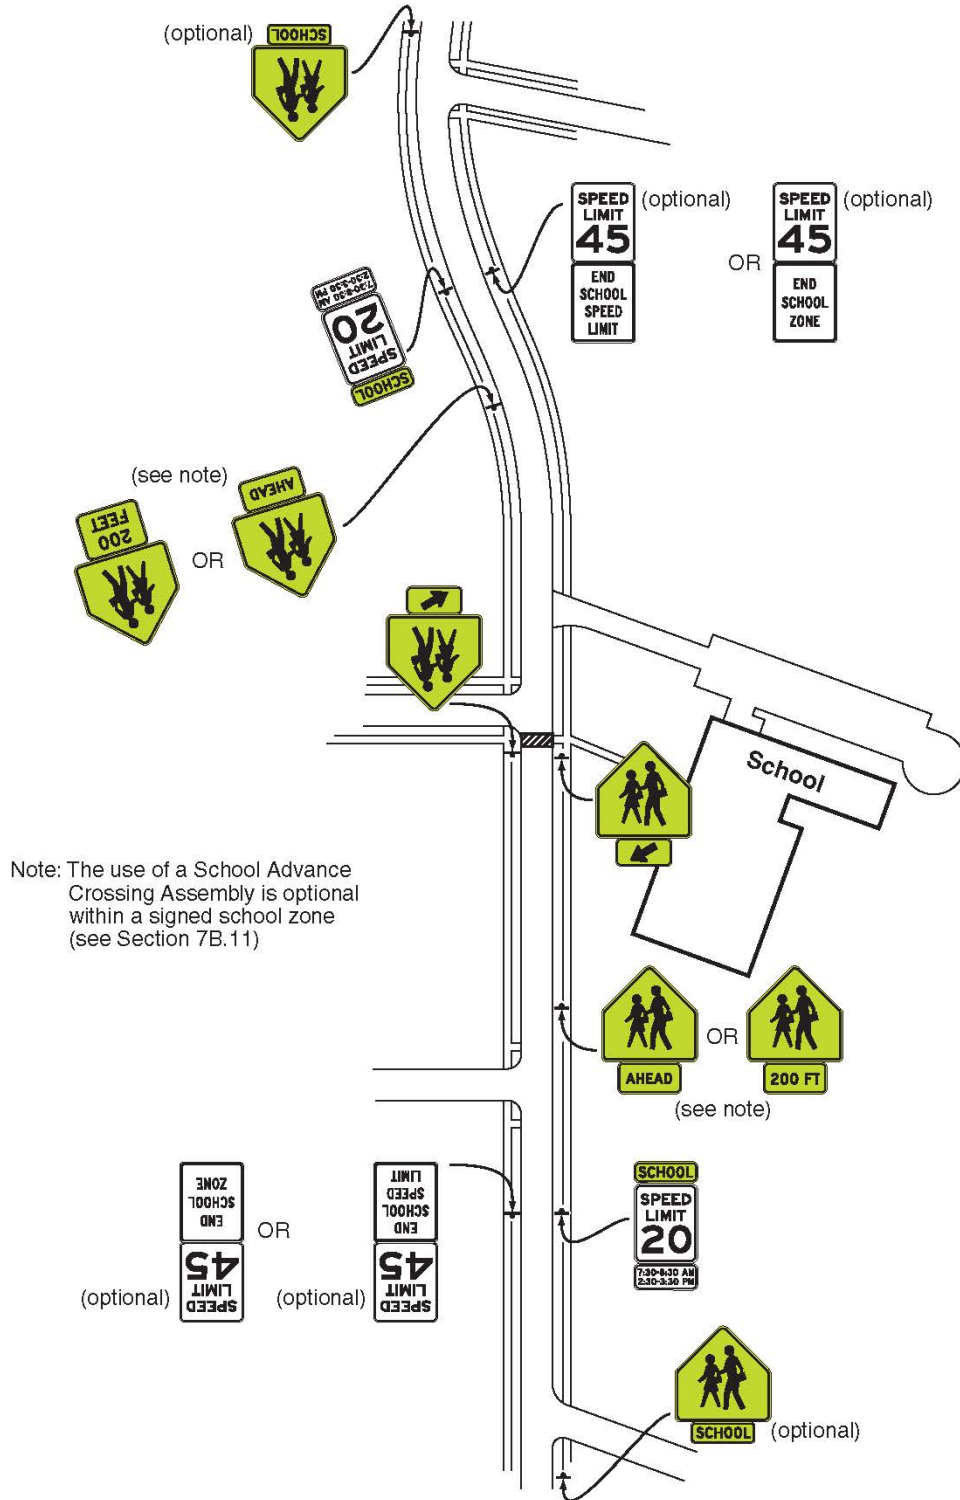 (optional)
SCHOOL
SPEED
LIMIT
45
(optional)
END
SCHOOL
SPEED
LIMIT
OR
SPEED
LIMIT
45
(optional)
END
SCHOOL
ZONE
SCHOOL
SPEED
LIMIT
20
7:30-8:30 AM
2:30-3:30 PM
(see note)
AHEAD
OR
200
FEET
School
Note: The use of a School Advance
Crossing Assembly is optional
within a signed school zone
(see Section 7B.11)
AHEAD
OR
200 FT
(see note)
SPEED
LIMIT
45
END
SCHOOL
ZONE
(optional)
OR
SPEED
LIMIT
45
END
SCHOOL
SPEED
LIMIT
(optional)
SCHOOL
SPEED
LIMIT
20
7:30-8:30 AM
2:30-3:30 PM
SCHOOL
(optional)